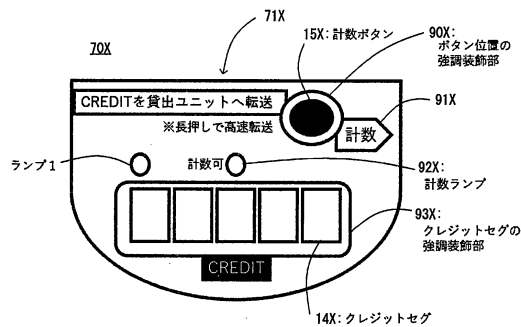 71X
15X:計数ボタン
90X:
ボタン位置の
強調装飾部
70X
91X
CREDITを貸出ユニットへ転送
※長押しで高速転送
計数
ランプ1
計数可
92X:
計数ランプ
93X:
クレジットセグの
強調装飾部
CREDIT
14X:クレジットセグ